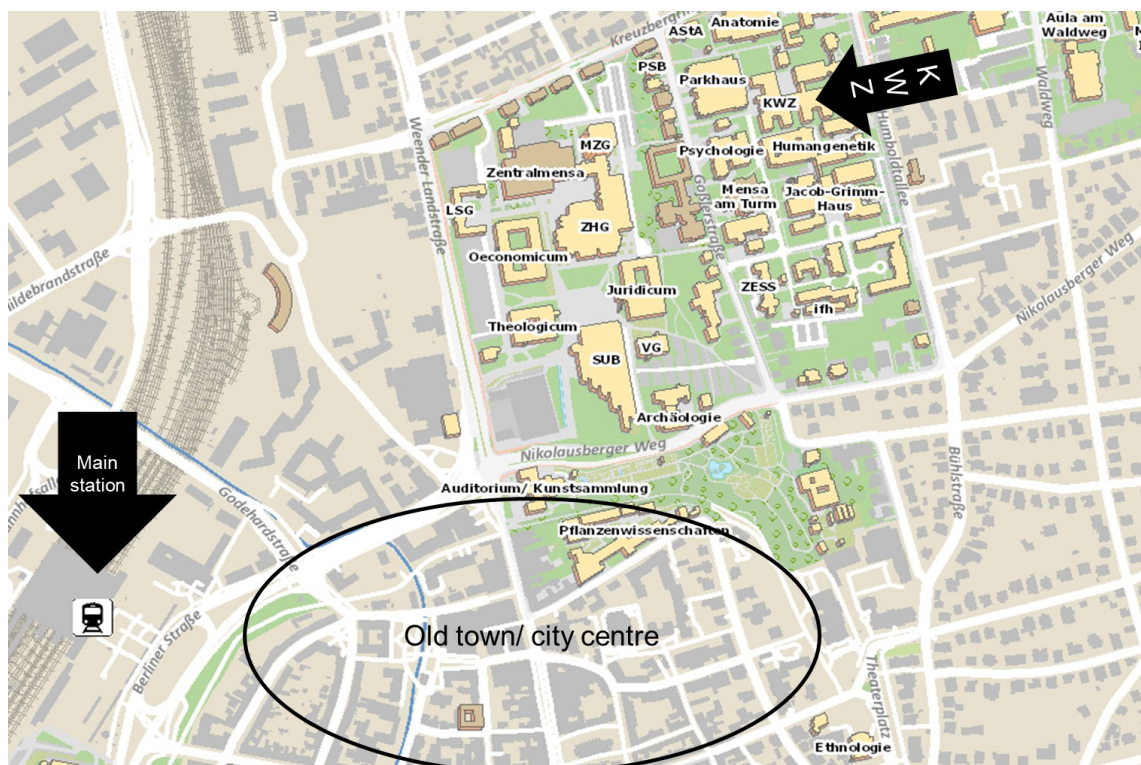 AStA
Anatomie
Aula am
Waldweg
PSB
Parkhaus
KWZ
KWZ
Weender Landstraße
MZG
Psychologie
Humangenetik
Humboldtallee
Waldweg
Zentralmensa
Goßlerstraße
Mensa
am Turm
Jacob-Grimm-
Haus
LSG
ZHG
Oeconomicum
Juridicum
ZESS
ifh
Nikolausberger Weg
Theologicum
SUB
VG
Archäologie
Nikolausberger Weg
Main
station
Godehardstraße
Auditorium/ Kunstsammlung
Bühlstraße
Pflanzenwissenschaften
Old town/ city centre
Berliner Straße
Theaterplatz
Ethnologie